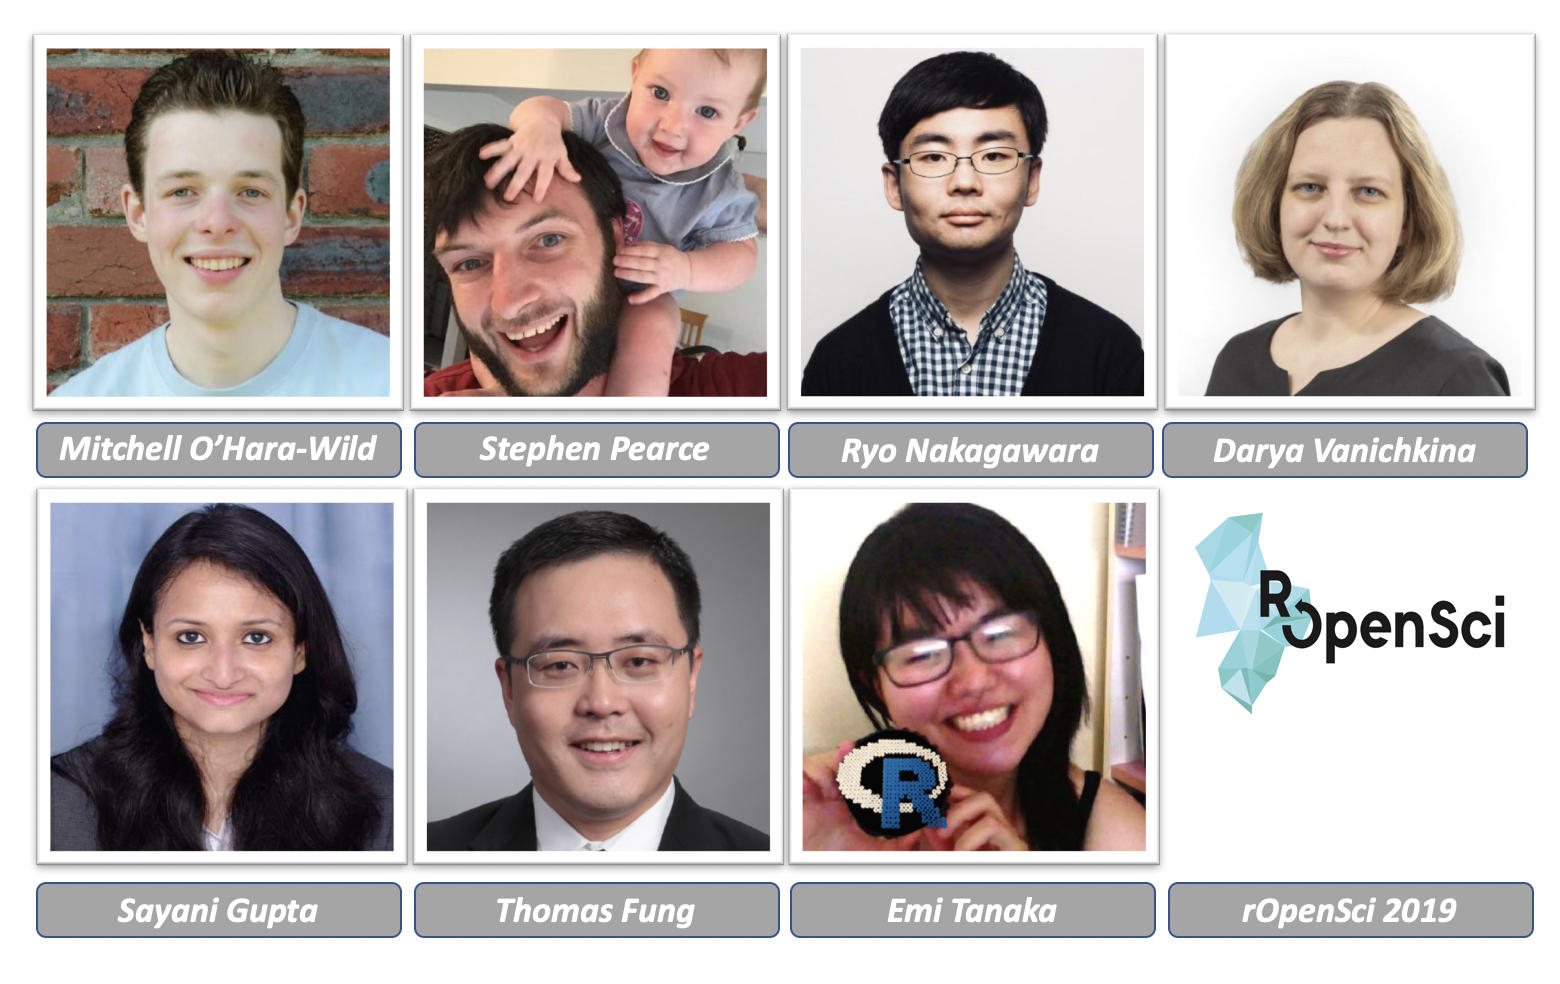 Mitchell O’Hara-Wild
Stephen Pearce
Ryo Nakagawara
Darya Vanichkina
R
ROpenSci
Sayani Gupta
Thomas Fung
Emi Tanaka
rOpenSci 2019